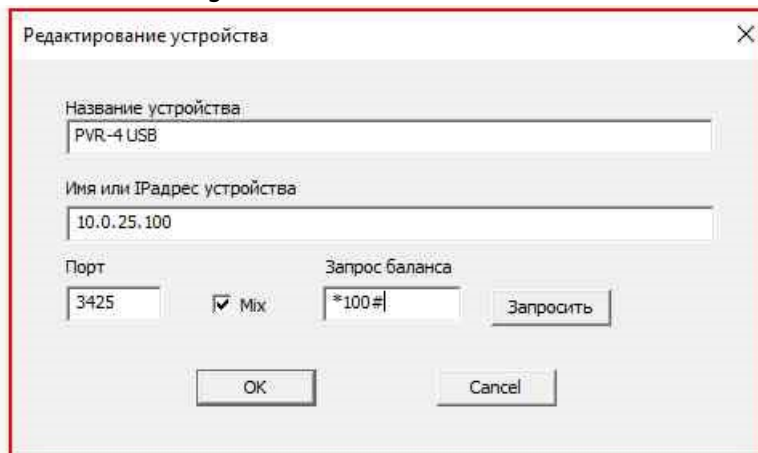 Редактирование устройства
Название устройства
PVR-4 USB
Имя или IPадрес устройства
10.0.25.100
Порт
Запрос баланса
3425
Mix
*100#
Запросить
OK
Cancel